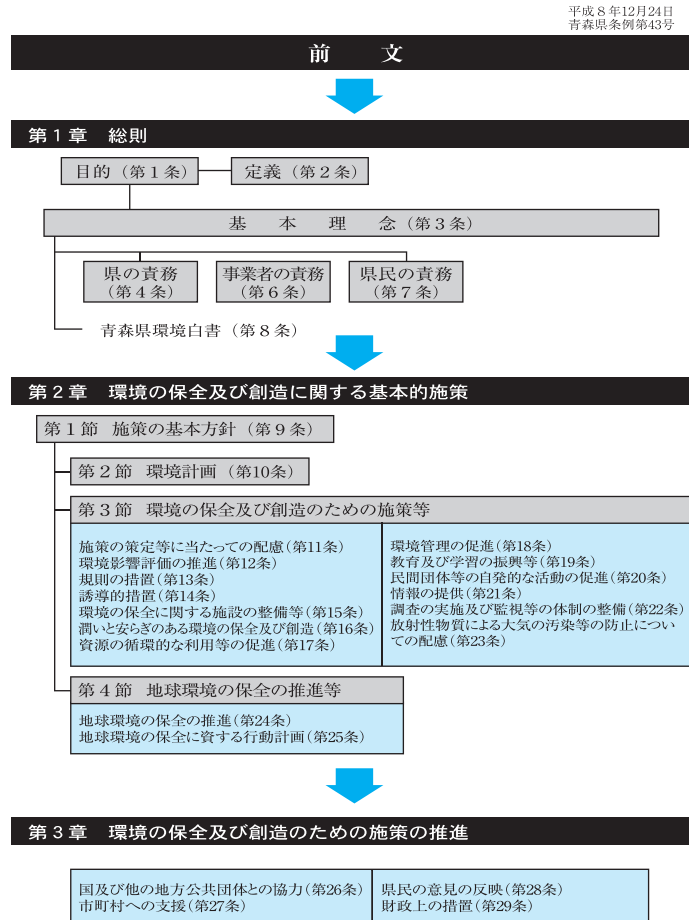 平成８年12月24日
青森県条例第43号
前　文
第１章　総則
目的（第１条）
定義（第２条）
基　本　理　念（第３条）
県の責務
（第４条）
事業者の責務
（第６条）
県民の責務
（第７条）
青森県環境白書（第８条）
第２章　環境の保全及び創造に関する基本的施策
第１節　施策の基本方針（第９条）
第２節　環境計画（第10条）
第３節　環境の保全及び創造のための施策等
施策の策定等に当たっての配慮（第11条）
環境影響評価の推進（第12条）
規則の措置（第13条）
誘導的措置（第14条）
環境の保全に関する施設の整備等（第15条）
潤いと安らぎのある環境の保全及び創造（第16条）
資源の循環的な利用等の促進（第17条）
環境管理の促進（第18条）
教育及び学習の振興等（第19条）
民間団体等の自発的な活動の促進（第20条）
情報の提供（第21条）
調査の実施及び監視等の体制の整備（第22条）
放射性物質による大気の汚染等の防止につい
ての配慮（第23条）
第４節　地球環境の保全の推進等
地球環境の保全の推進（第24条）
地球環境の保全に資する行動計画（第25条）
第３章　環境の保全及び創造のための施策の推進
国及び他の地方公共団体との協力（第26条）
市町村への支援（第27条）
県民の意見の反映（第28条）
財政上の措置（第29条）